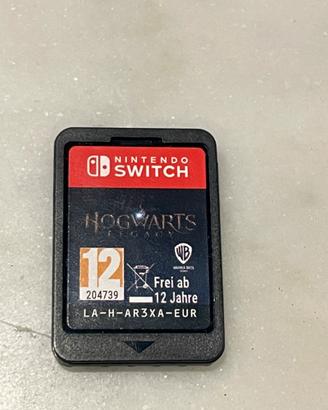 NINTENDO
SWITCH
HOGWARTS
LEGACY
12
204739
Frei ab
12 Jahre
LA-H-AR3XA-EUR